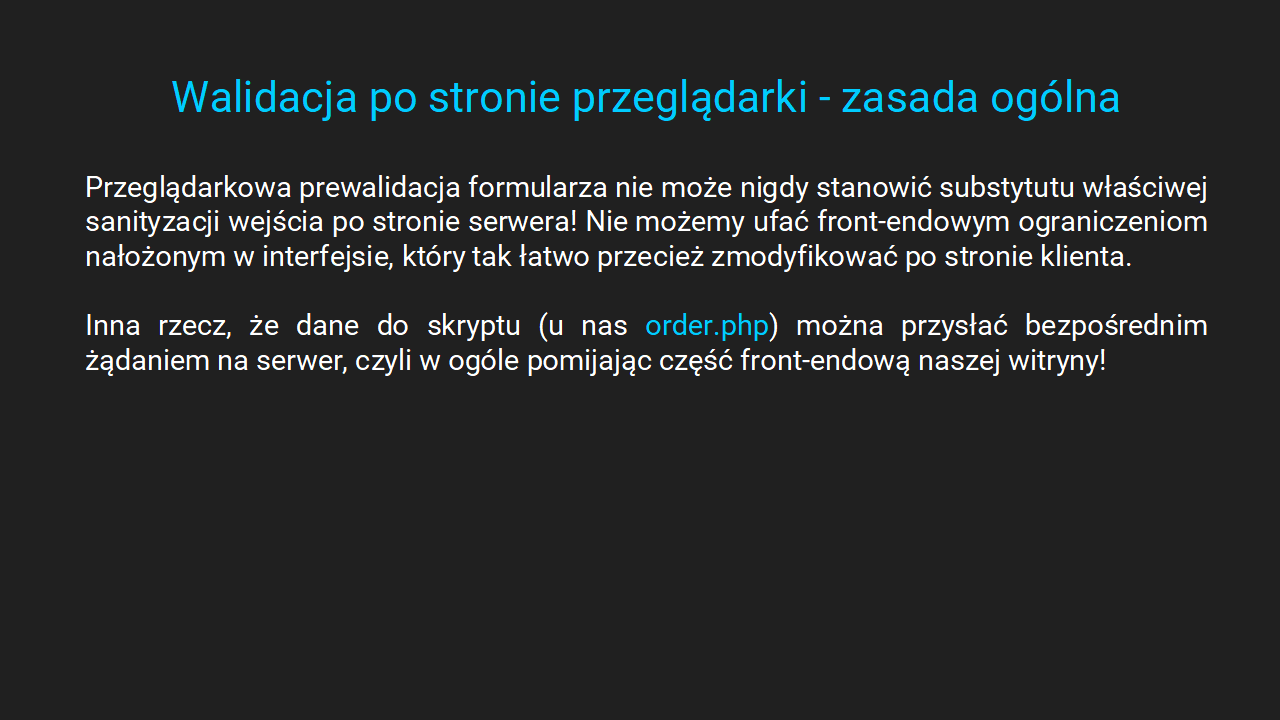 Walidacja po stronie przeglądarki - zasada ogólna
Przeglądarkowa prewalidacja formularza nie może nigdy stanowić substytutu właściwej
sanityzacji wejścia po stronie serwera! Nie możemy ufać front-endowym ograniczeniom
nałożonym w interfejsie, który tak łatwo przecież zmodyfikować po stronie klienta.
Inna rzecz, że dane do skryptu (u nas order.php) można przysłać bezpośrednim
żądaniem na serwer, czyli w ogóle pomijając część front-endową naszej witryny!